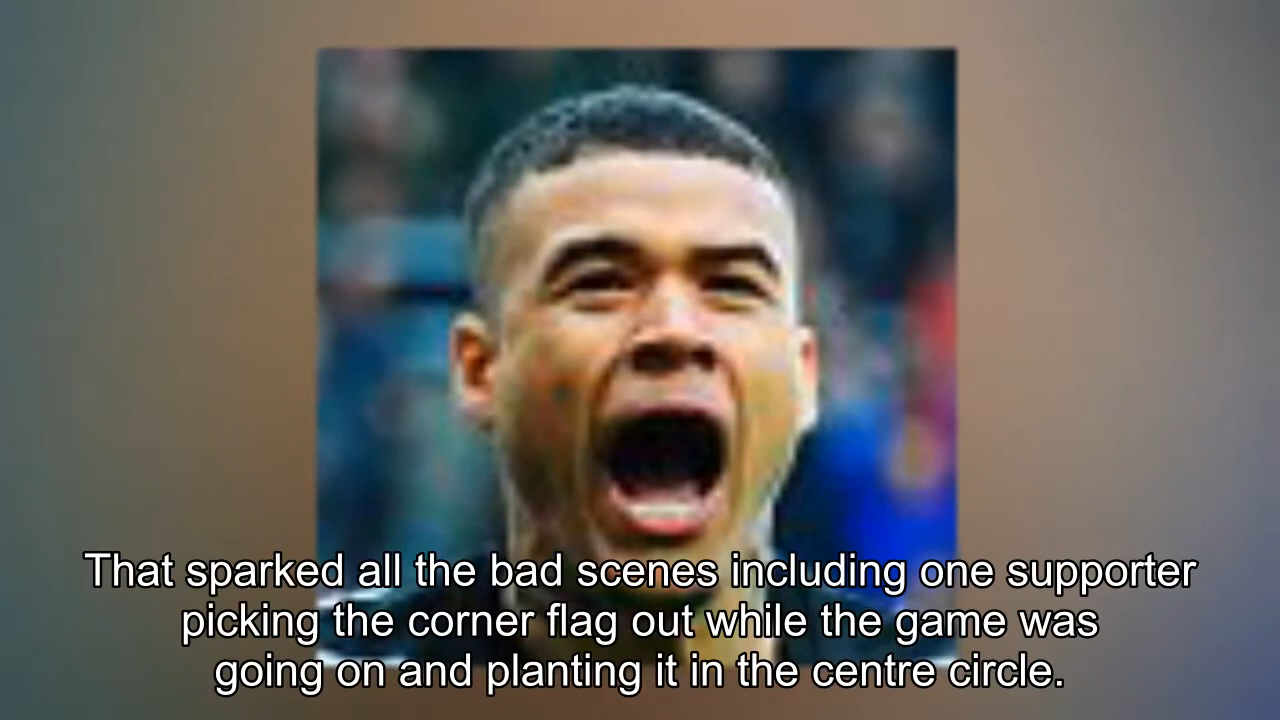 That sparked all the bad scenes including one supporter
picking the corner flag out while the game was
going on and planting it in the centre circle.